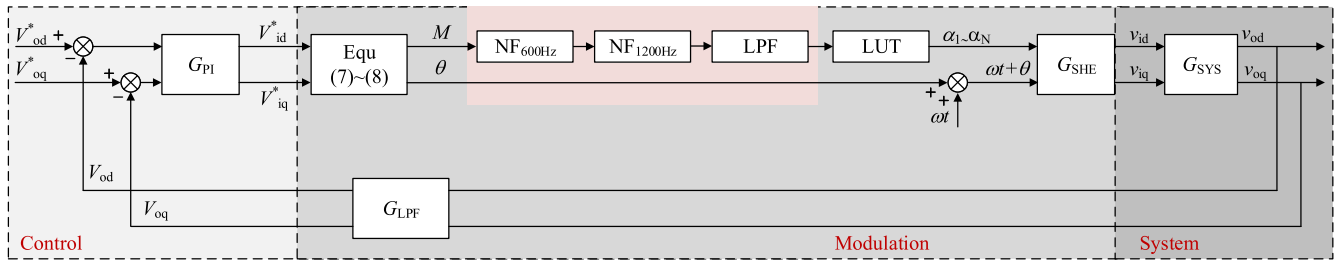 V*od + −
V*oq + −
GPI
V*id
V*iq
Equ
(7)~(8)
M
θ
NF600Hz
NF1200Hz
LPF
LUT
α1~αN
+ +
ωt
ωt+θ
GSHE
vid
viq
GSYS
vod
voq
Vod
Voq
GLPF
Control
Modulation
System